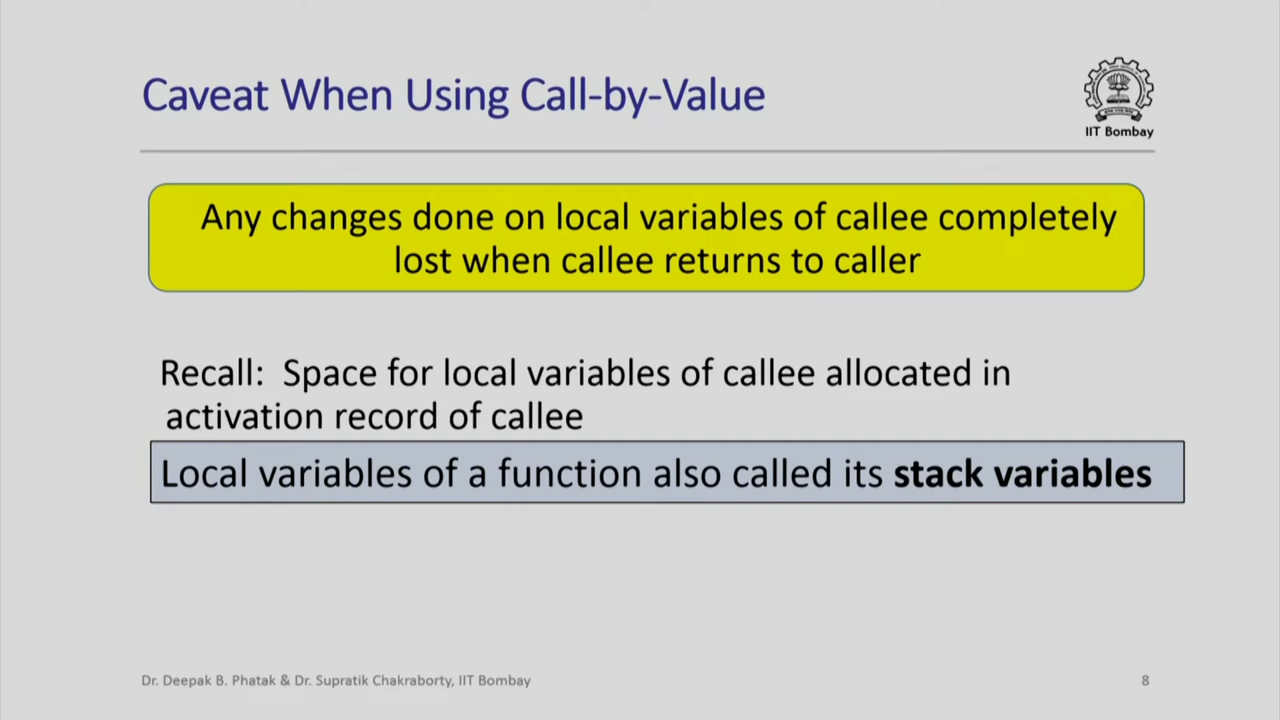 Caveat When Using Call-by-Value
IIT Bombay
Any changes done on local variables of callee completely
lost when callee returns to caller
Recall: Space for local variables of callee allocated in
activation record of callee
Local variables of a function also called its stack variables
Dr. Deepak B. Phatak & Dr. Supratik Chakraborty, IIT Bombay
8